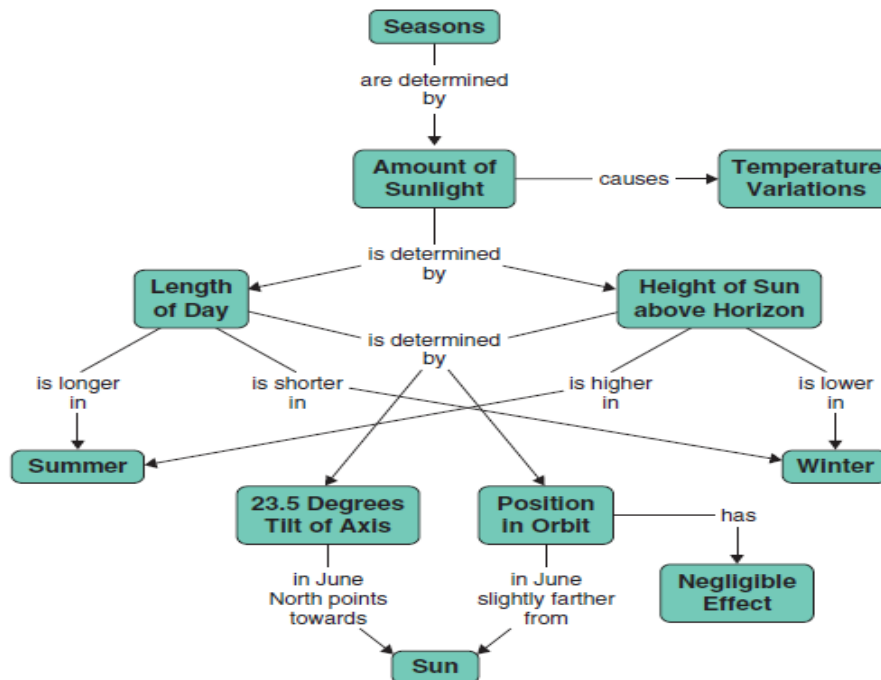 Seasons
are determined
by
Amount of
Sunlight
causes
Temperature
Variations
is determined
by
Length
of Day
Height of Sun
above Horizon
is determined
by
is longer
in
is shorter
in
is higher
in
is lower
in
Summer
Winter
23.5 Degrees
Tilt of Axis
Position
in Orbit
has
Negligible
Effect
in June
North points
towards
in June
slightly farther
from
Sun